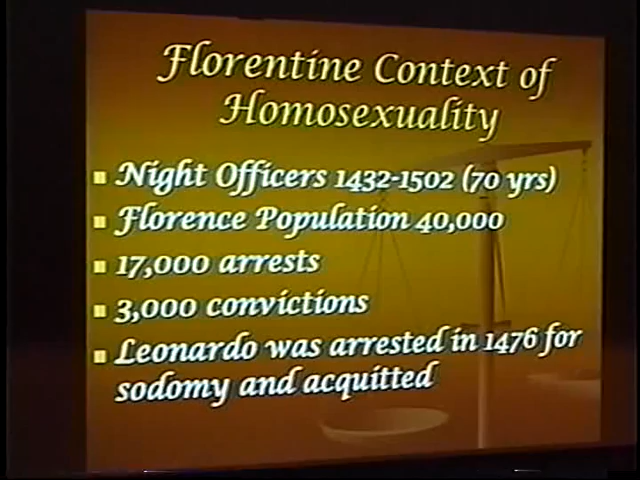 Florentine Context of
Homosexuality
Night Officers 1432-1502 (70 yrs)
Florence Population 40,000
17,000 arrests
3,000 convictions
Leonardo was arrested in 1476 for
sodomy and acquitted